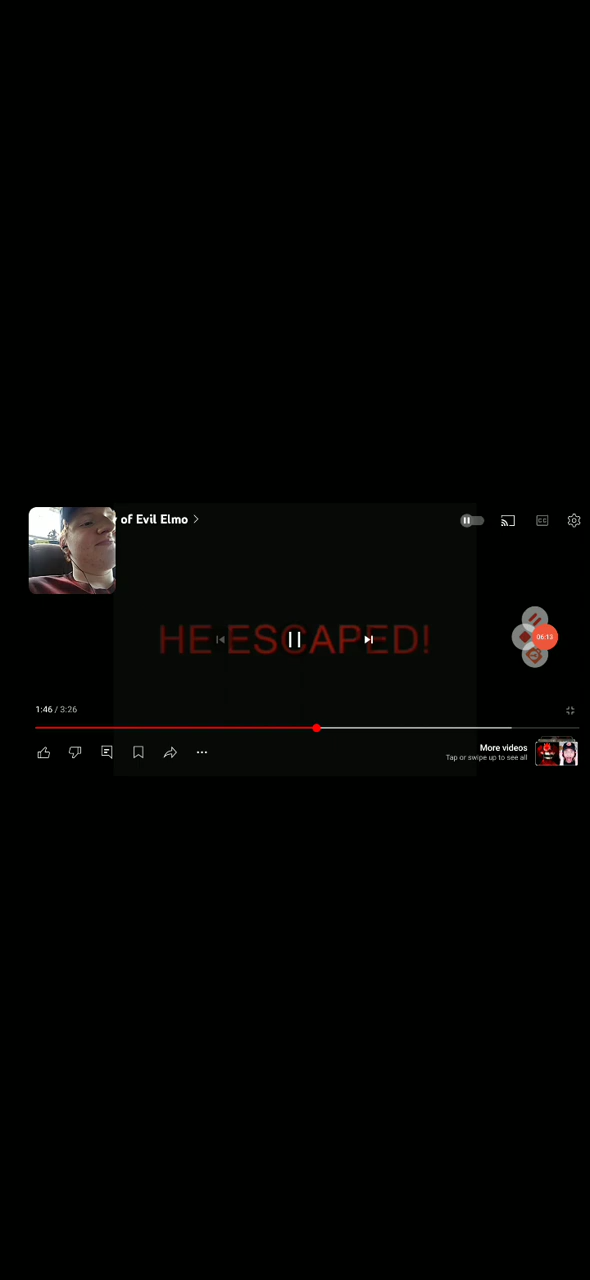 of Evil Elmo
HE ESCAPED!
06:13
1:46 / 3:26
More videos
Tap or swipe up to see all